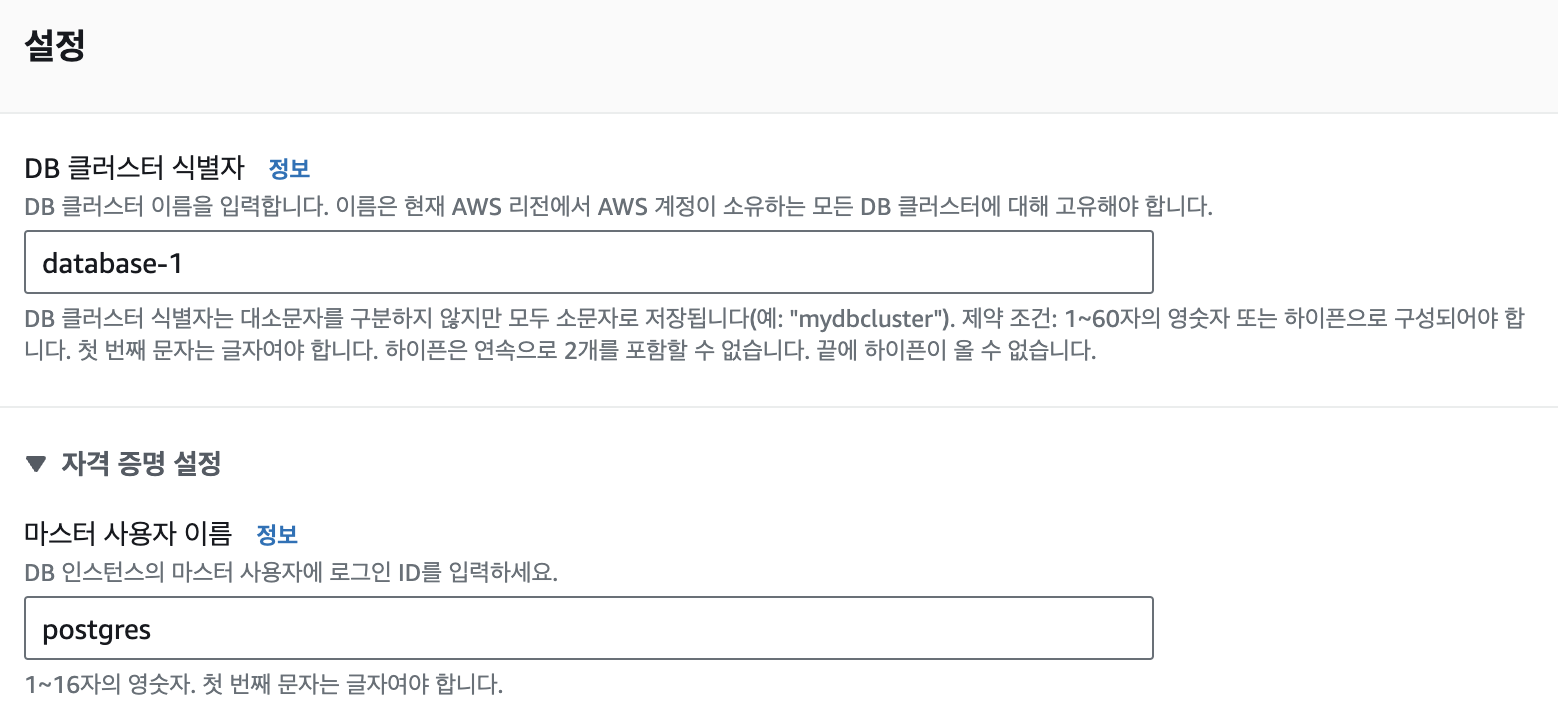 설정
DB 클러스터 식별자 정보
DB 클러스터 이름을 입력합니다. 이름은 현재 AWS 리전에서 AWS 계정이 소유하는 모든 DB 클러스터에 대해 고유해야 합니다.
database-1
DB 클러스터 식별자는 대소문자를 구분하지 않지만 모두 소문자로 저장됩니다(예: "mydbcluster"). 제약 조건: 1~60자의 영숫자 또는 하이픈으로 구성되어야 합
니다. 첫 번째 문자는 글자여야 합니다. 하이픈은 연속으로 2개를 포함할 수 없습니다. 끝에 하이픈이 올 수 없습니다.
▼ 자격 증명 설정
마스터 사용자 이름 정보
DB 인스턴스의 마스터 사용자에 로그인 ID를 입력하세요.
postgres
1~16자의 영숫자. 첫 번째 문자는 글자여야 합니다.